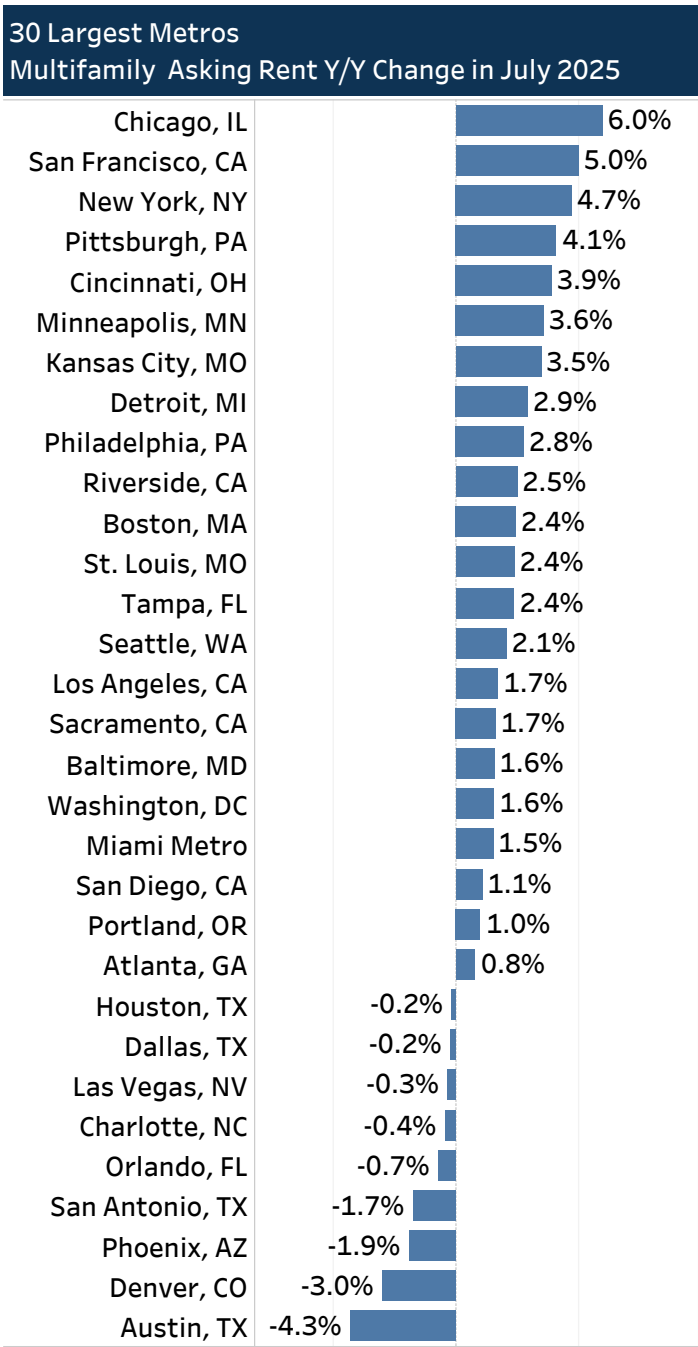 30 Largest Metros
Multifamily  Asking Rent Y/Y Change in July 2025
Chicago, IL 6.0%
San Francisco, CA 5.0%
New York, NY 4.7%
Pittsburgh, PA 4.1%
Cincinnati, OH 3.9%
Minneapolis, MN 3.6%
Kansas City, MO 3.5%
Detroit, MI 2.9%
Philadelphia, PA 2.8%
Riverside, CA 2.5%
Boston, MA 2.4%
St. Louis, MO 2.4%
Tampa, FL 2.4%
Seattle, WA 2.1%
Los Angeles, CA 1.7%
Sacramento, CA 1.7%
Baltimore, MD 1.6%
Washington, DC 1.6%
Miami Metro 1.5%
San Diego, CA 1.1%
Portland, OR 1.0%
Atlanta, GA 0.8%
Houston, TX -0.2%
Dallas, TX -0.2%
Las Vegas, NV -0.3%
Charlotte, NC -0.4%
Orlando, FL -0.7%
San Antonio, TX -1.7%
Phoenix, AZ -1.9%
Denver, CO -3.0%
Austin, TX -4.3%